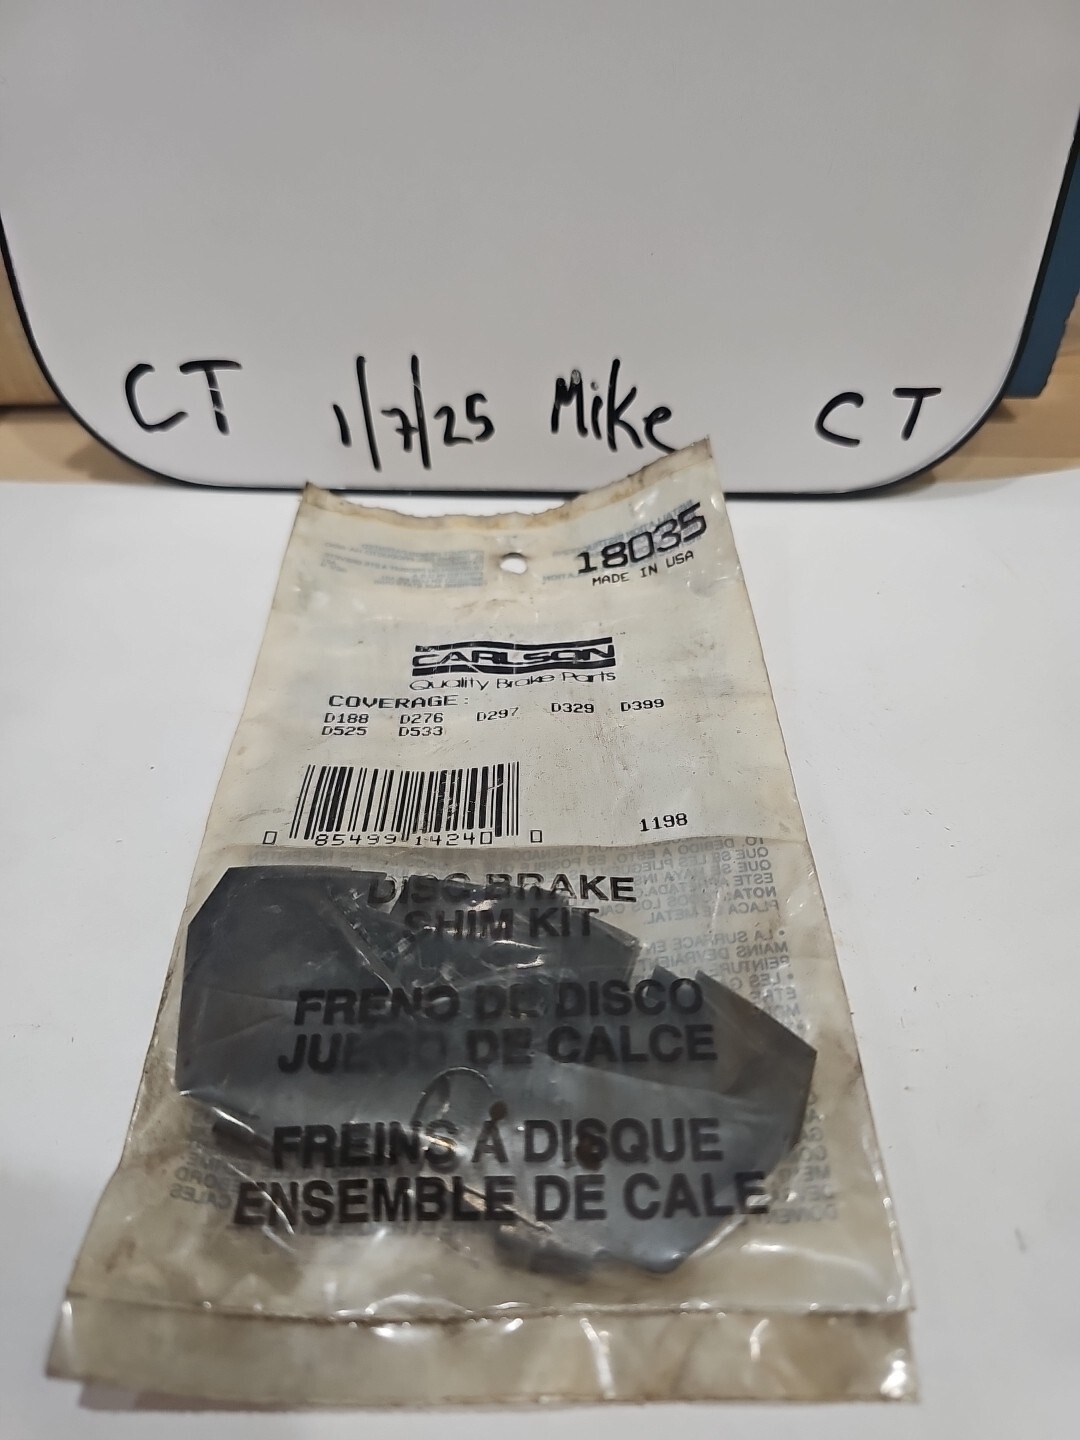 CT 1/7/25 Mike CT
18035
MADE IN USA
CARLSON
Quality Brake Parts
COVERAGE:
D188 D276 D297 D329 D399
D525 D533
0 85499 14240 0
1198
DISC BRAKE
SHIM KIT
FRENO DE DISCO
JUEGO DE CALCE
FREINS A DISQUE
ENSEMBLE DE CALE